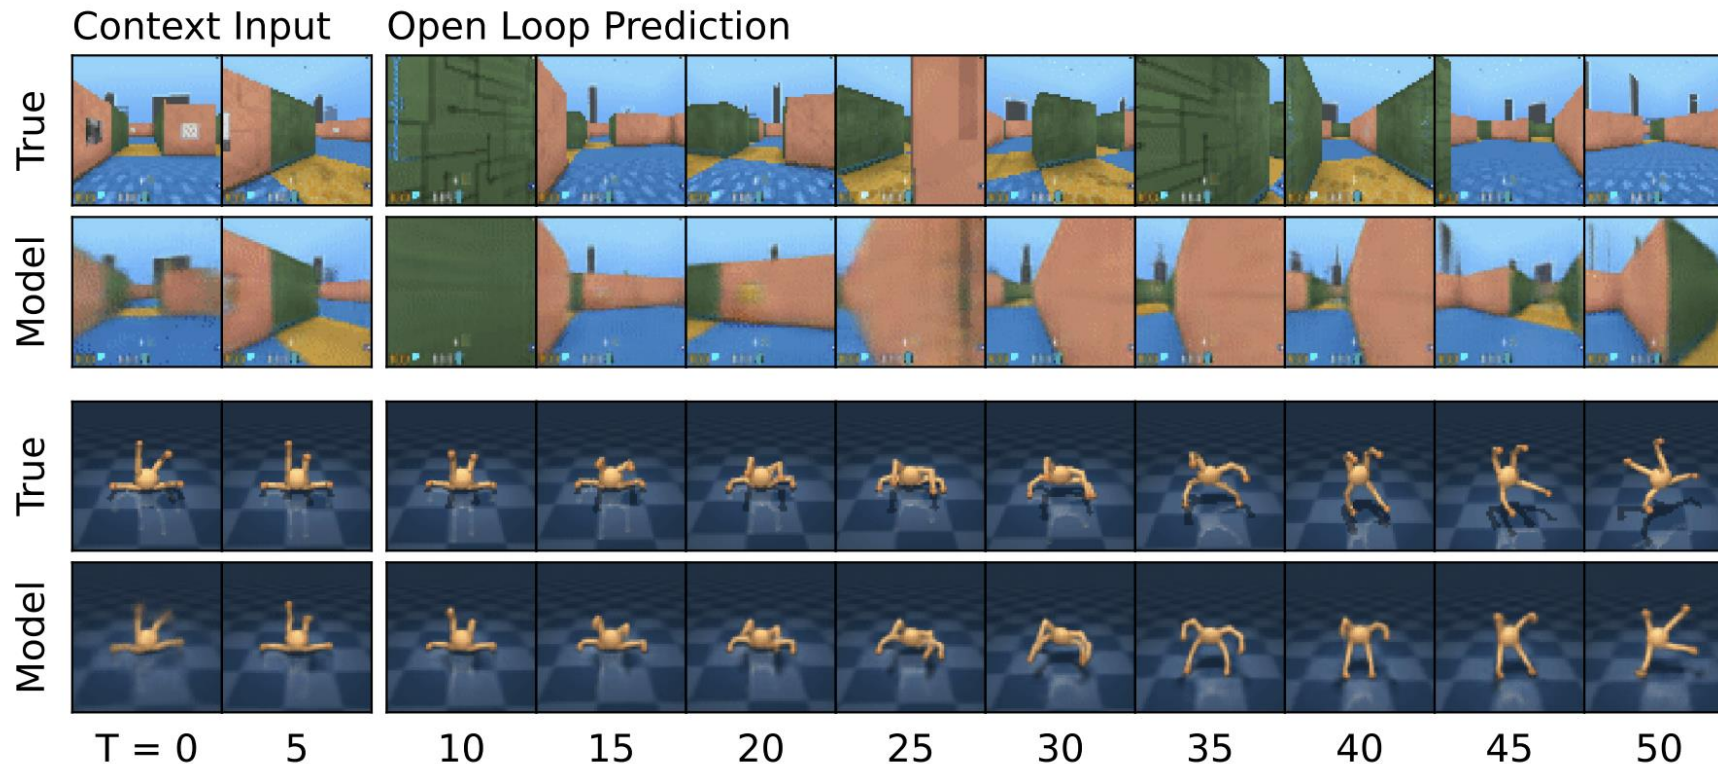 Context Input
Open Loop Prediction
True
Model
True
Model
T = 0 5 10 15 20 25 30 35 40 45 50